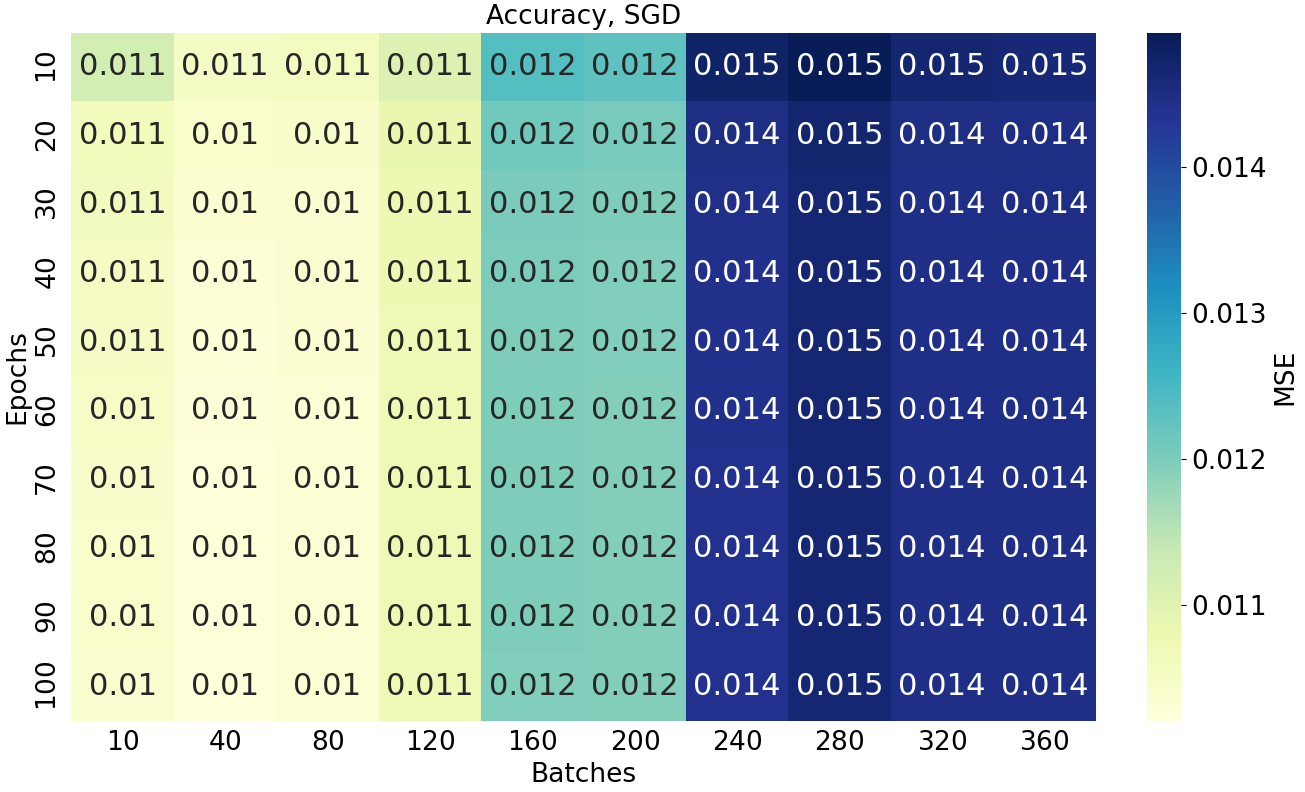 Accuracy, SGD
10 0.011 0.011 0.011 0.011 0.012 0.012 0.015 0.015 0.015 0.015
20 0.011 0.01 0.01 0.011 0.012 0.012 0.014 0.015 0.014 0.014
30 0.011 0.01 0.01 0.011 0.012 0.012 0.014 0.015 0.014 0.014
40 0.011 0.01 0.01 0.011 0.012 0.012 0.014 0.015 0.014 0.014
50 0.011 0.01 0.01 0.011 0.012 0.012 0.014 0.015 0.014 0.014
60 0.01 0.01 0.01 0.011 0.012 0.012 0.014 0.015 0.014 0.014
70 0.01 0.01 0.01 0.011 0.012 0.012 0.014 0.015 0.014 0.014
80 0.01 0.01 0.01 0.011 0.012 0.012 0.014 0.015 0.014 0.014
90 0.01 0.01 0.01 0.011 0.012 0.012 0.014 0.015 0.014 0.014
100 0.01 0.01 0.01 0.011 0.012 0.012 0.014 0.015 0.014 0.014
10 40 80 120 160 200 240 280 320 360
Batches
Epochs
0.014
0.013
0.012
0.011
MSE